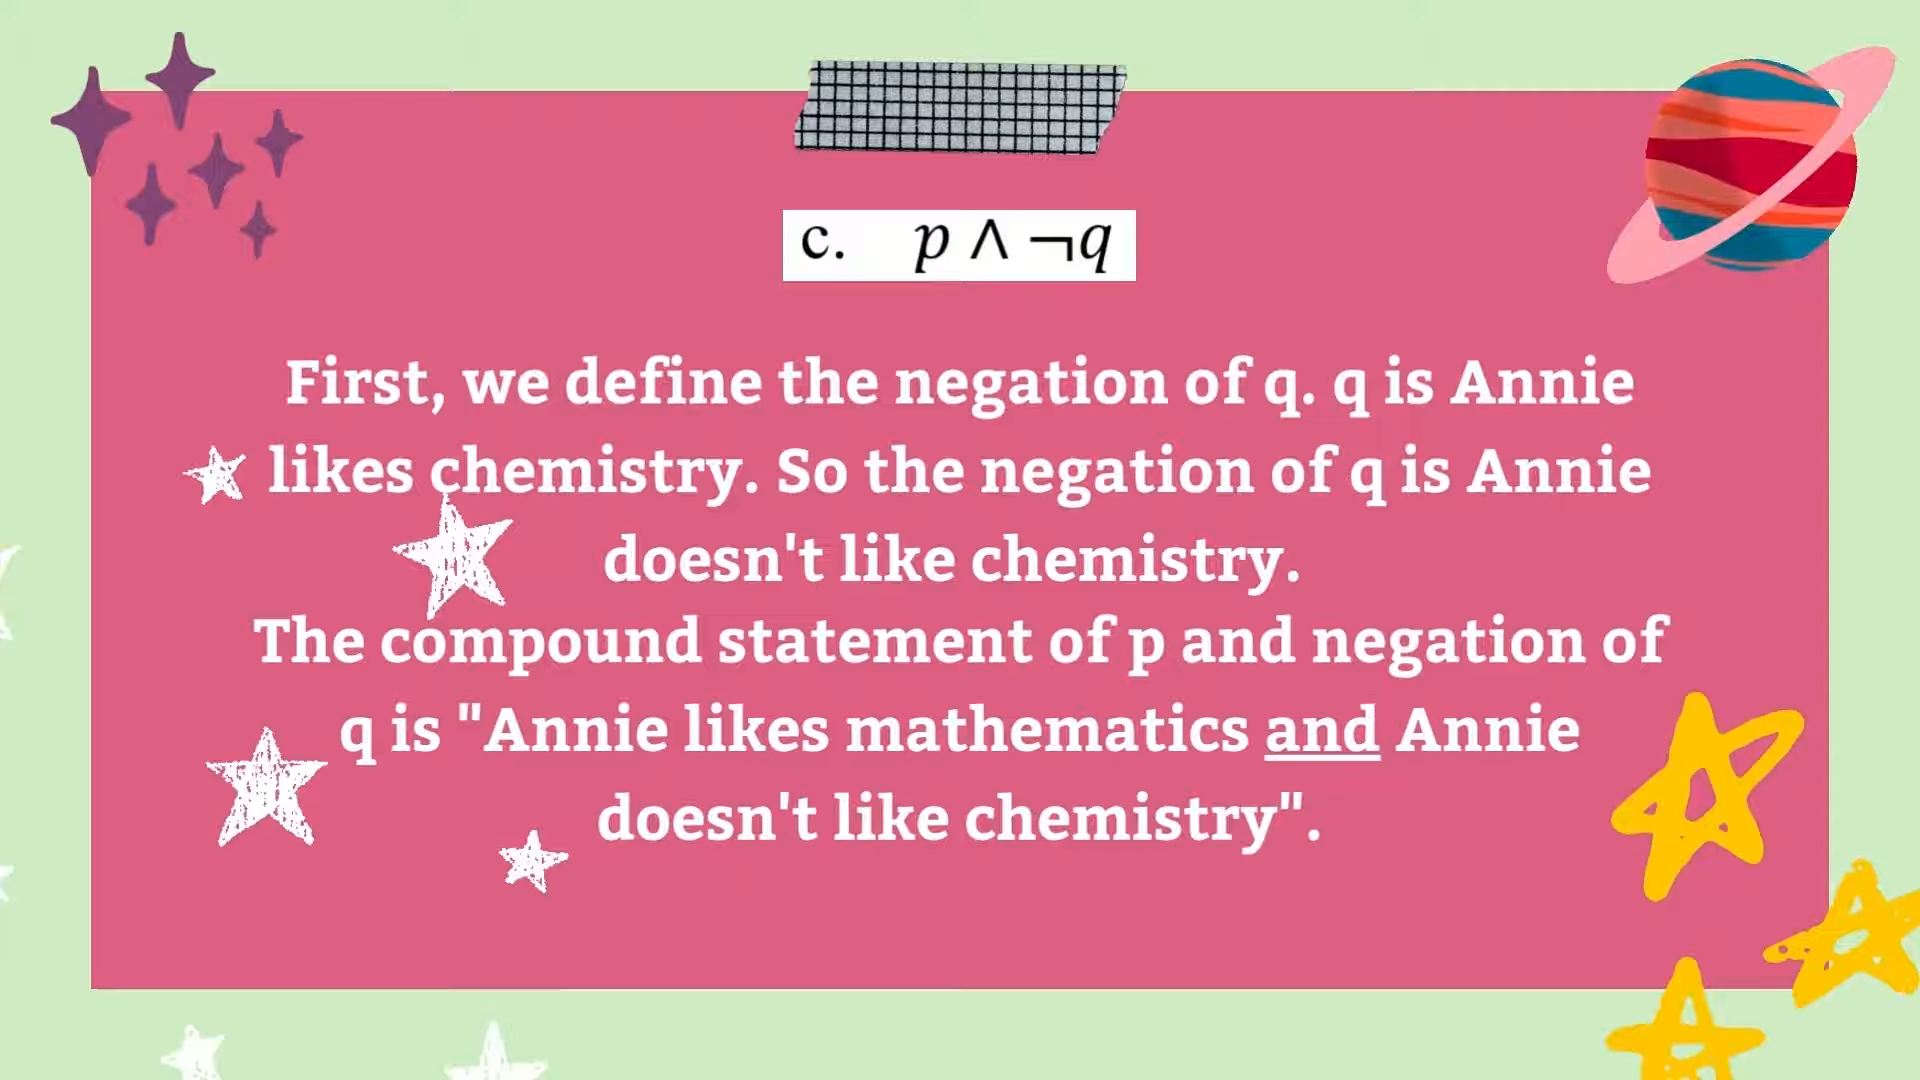 c. p ∧ ¬q
First, we define the negation of q. q is Annie
likes chemistry. So the negation of q is Annie
doesn't like chemistry.
The compound statement of p and negation of
q is "Annie likes mathematics and Annie
doesn't like chemistry".